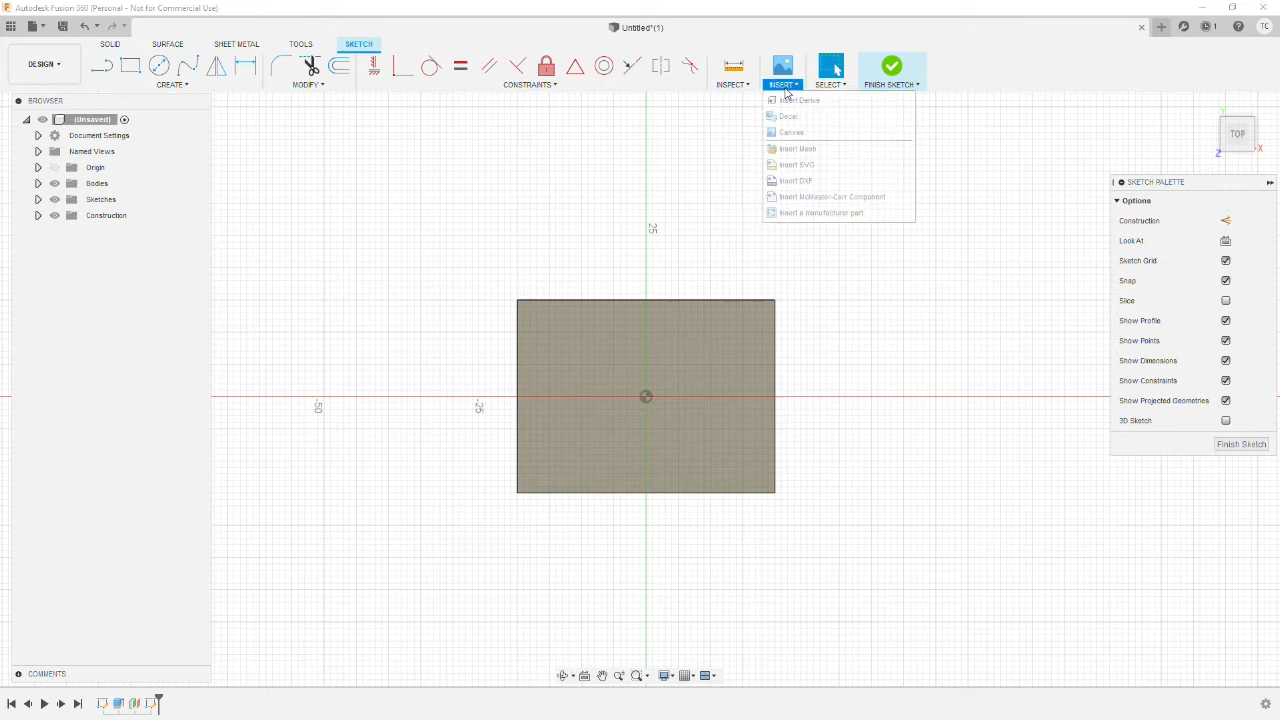 Autodesk Fusion 360 (Personal - Not for Commercial Use)
Untitled*(1)
1
TC
SOLID
SURFACE
SHEET METAL
TOOLS
SKETCH
DESIGN
CREATE
MODIFY
CONSTRAINTS
INSPECT
INSERT
SELECT
FINISH SKETCH
BROWSER
(Unsaved)
Document Settings
Named Views
Origin
Bodies
Sketches
Construction
Insert Derive
Decal
Canvas
Insert Mesh
Insert SVG
Insert DXF
Insert McMaster-Carr Component
Insert a manufacturer part
Y
TOP
X
Z
SKETCH PALETTE
Options
Construction
Look At
Sketch Grid
Snap
Slice
Show Profile
Show Points
Show Dimensions
Show Constraints
Show Projected Geometries
3D Sketch
Finish Sketch
25
-50
-25
COMMENTS